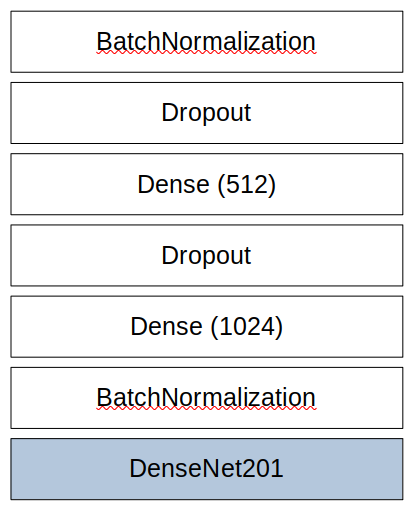 BatchNormalization
Dropout
Dense (512)
Dropout
Dense (1024)
BatchNormalization
DenseNet201